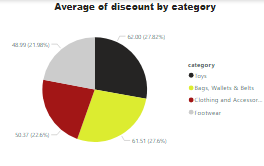 Average of discount by category
48.99 (21.98%)
62.00 (27.82%)
category
Toys
Bags, Wallets & Belts
Clothing and Accessor...
Footwear
50.37 (22.6%)
61.51 (27.6%)